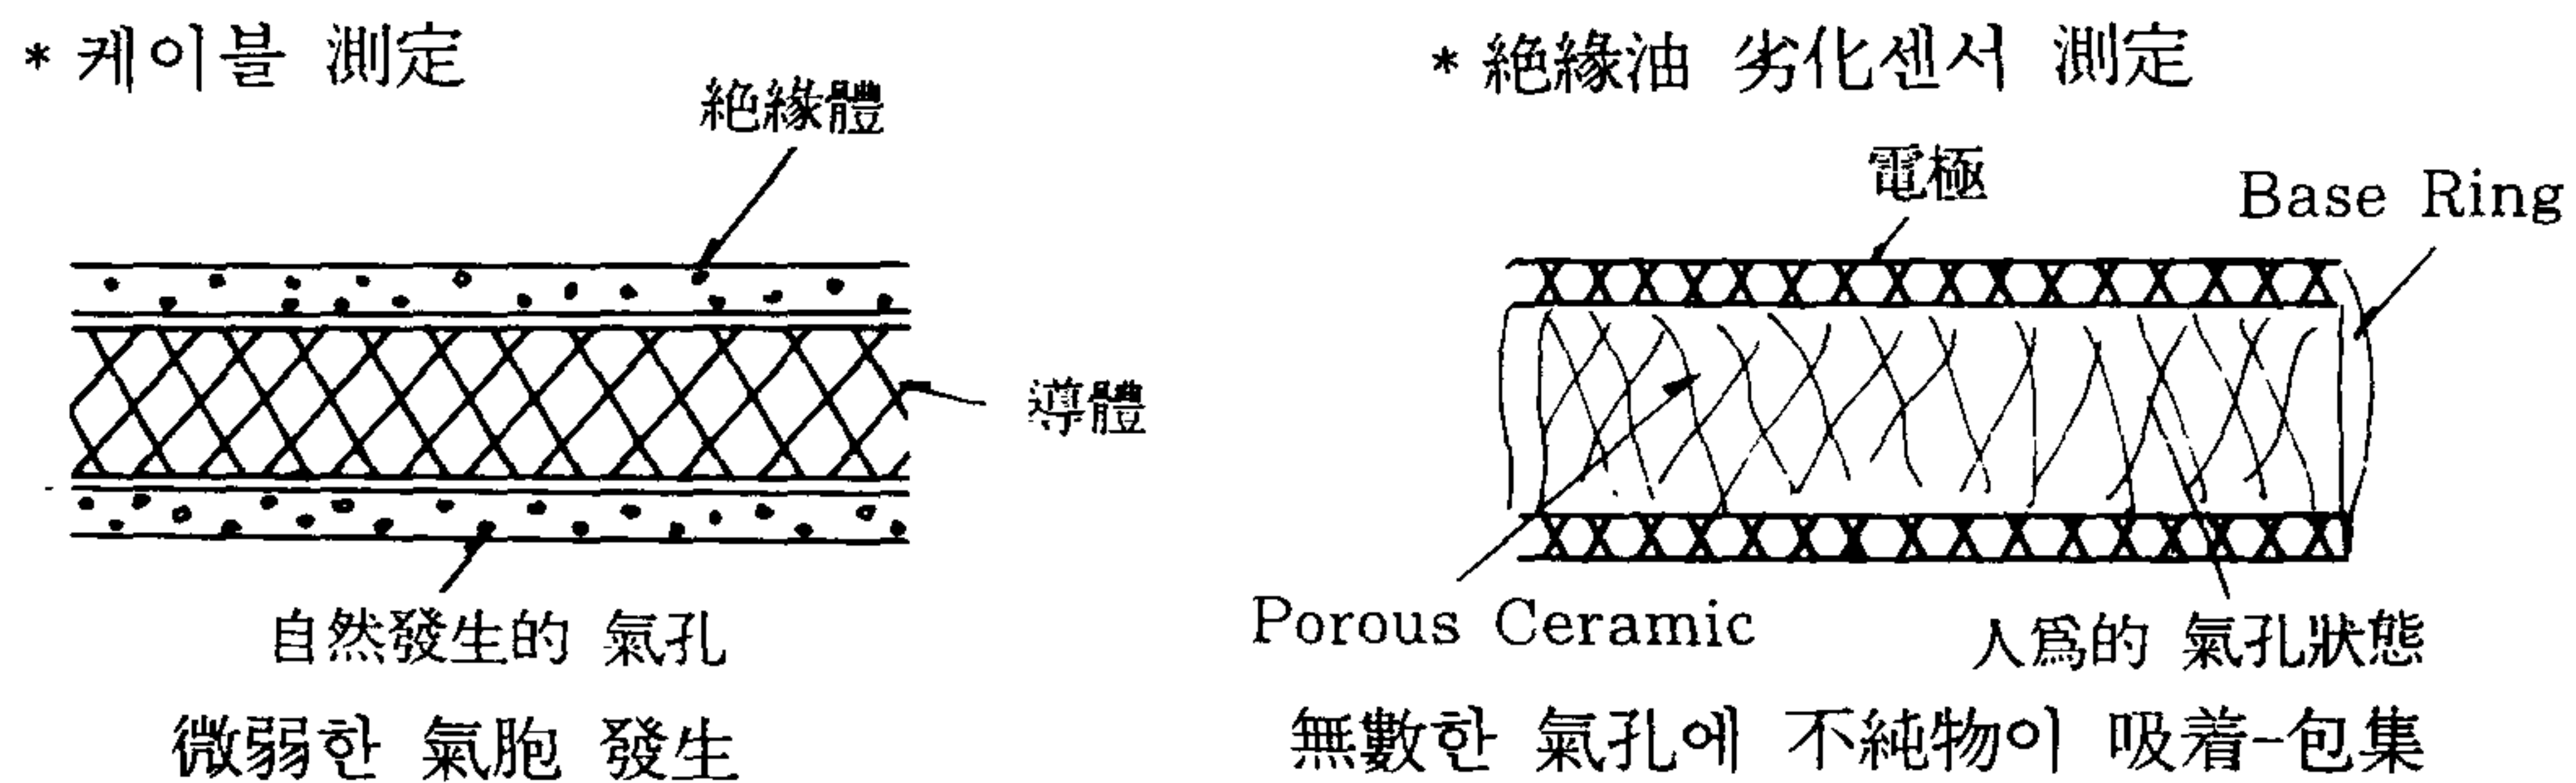 * 케이블 測定
絶緣體
導體
自然發生的 氣孔
微弱한 氣胞 發生
* 絶緣油 劣化센서 測定
電極
Base Ring
Porous Ceramic
人爲的 氣孔狀態
無數한 氣孔에 不純物이 吸着-包集